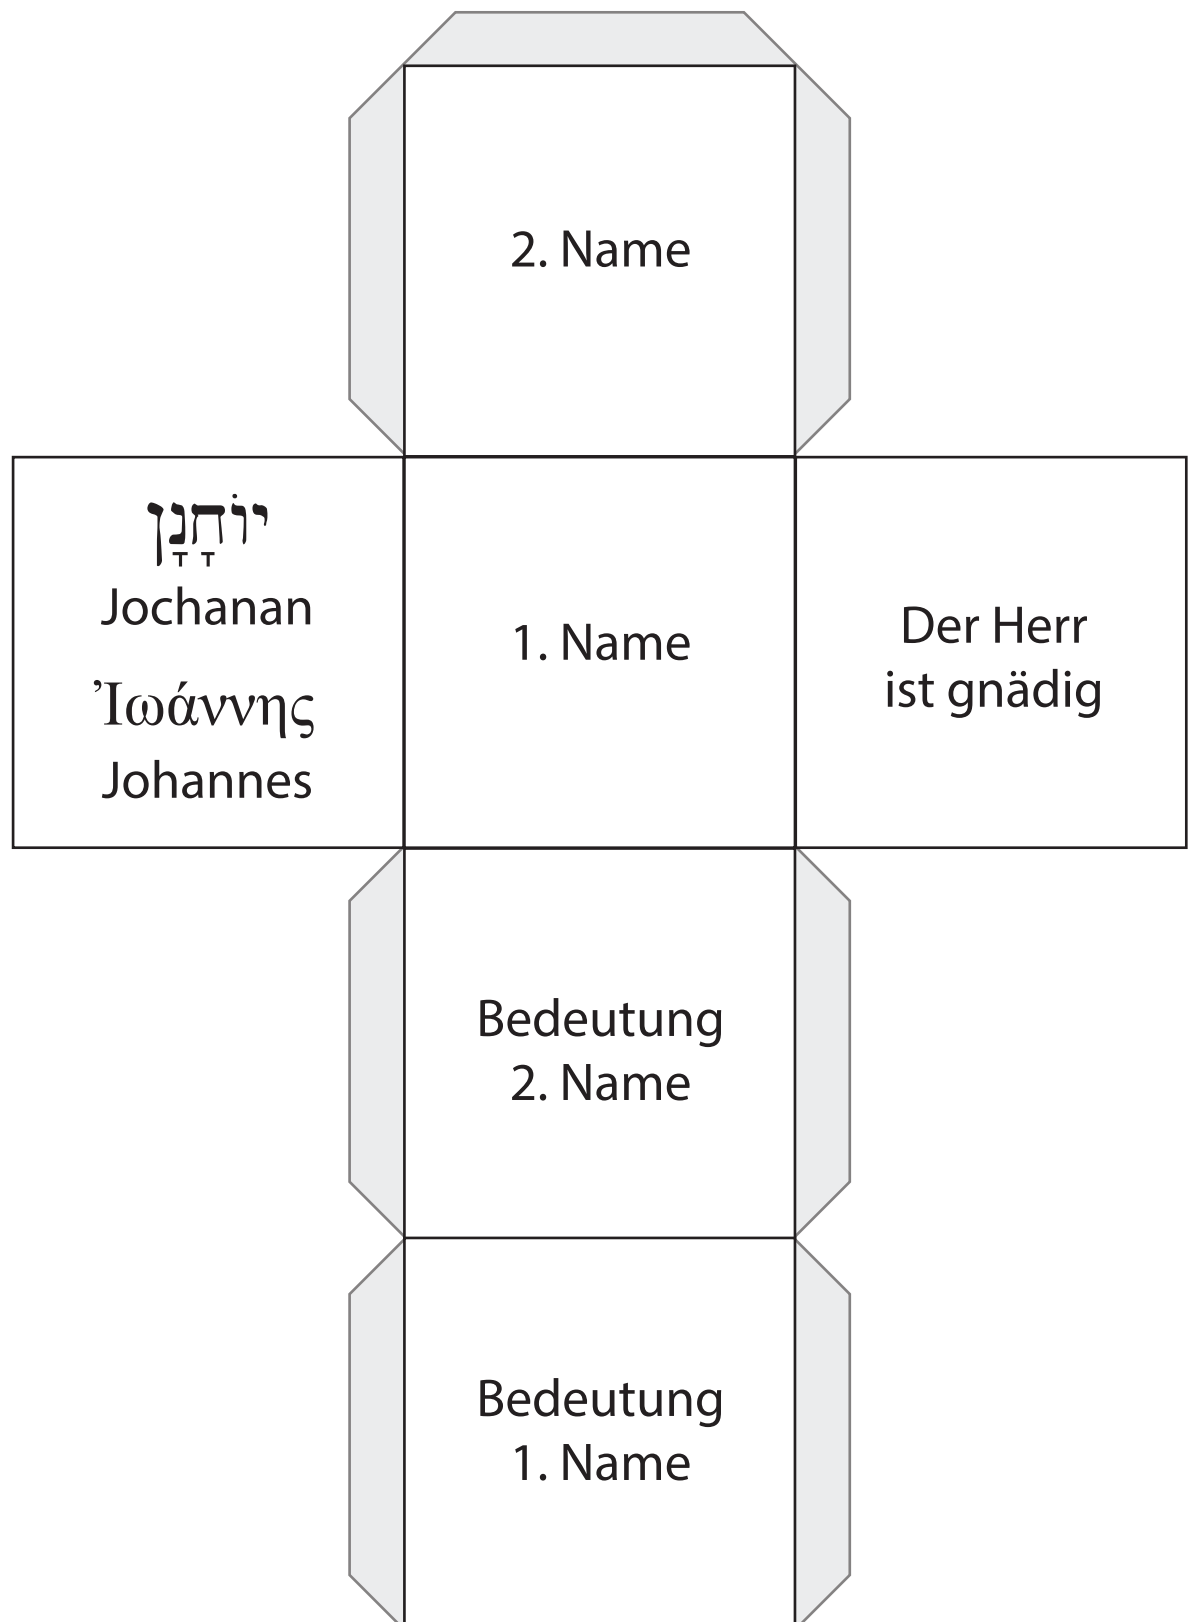 2. Name
יוֹחָנָן
Jochanan
Ἰωάννης
Johannes
1. Name
Der Herr
ist gnädig
Bedeutung
2. Name
Bedeutung
1. Name